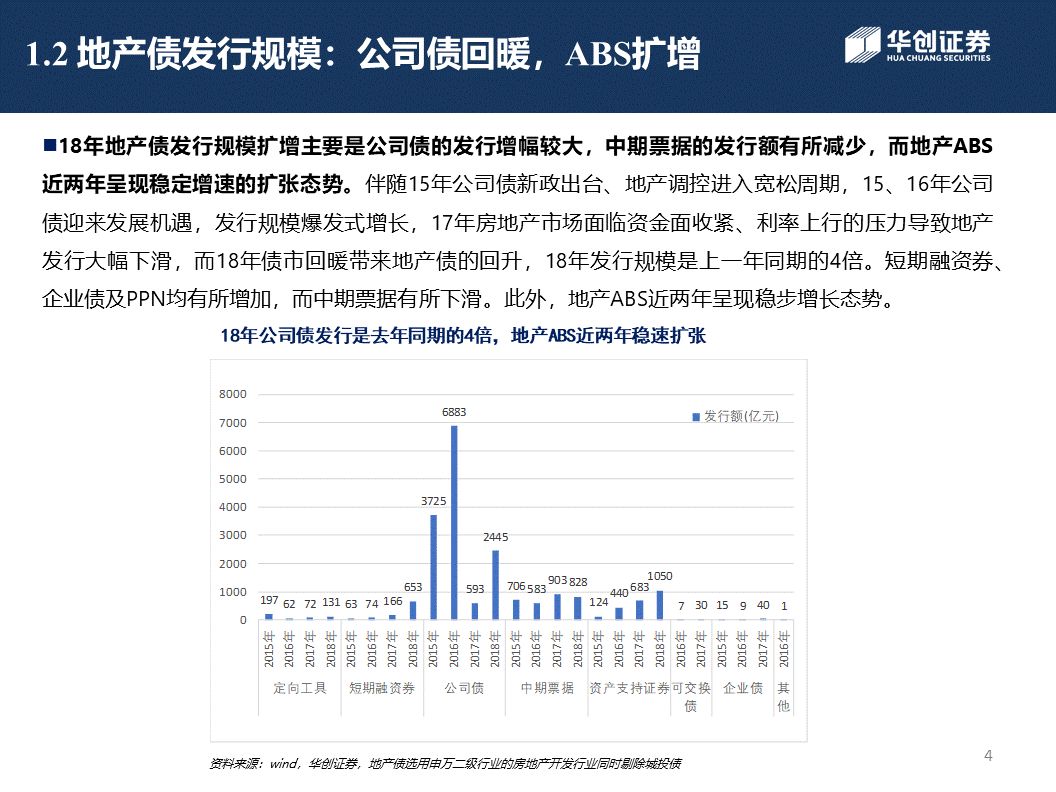 1.2 地产债发行规模：公司债回暖，ABS扩增
华创证券
HUA CHUANG SECURITIES
■18年地产债发行规模扩增主要是公司债的发行增幅较大，中期票据的发行额有所减少，而地产ABS
近两年呈现稳定增速的扩张态势。伴随15年公司债新政出台、地产调控进入宽松周期，15、16年公司
债迎来发展机遇，发行规模爆发式增长，17年房地产市场面临资金面收紧、利率上行的压力导致地产
发行大幅下滑，而18年债市回暖带来地产债的回升，18年发行规模是上一年同期的4倍。短期融资券、
企业债及PPN均有所增加，而中期票据有所下滑。此外，地产ABS近两年呈现稳步增长态势。
18年公司债发行是去年同期的4倍，地产ABS近两年稳速扩张
发行额(亿元)
8000
7000
6000
5000
4000
3000
2000
1000
0
197 62 72 131 63 74 166 653 3725 6883 593 2445 706 583 903 828 124 440 683 1050 7 30 15 9 40 1
2015年 2016年 2017年 2018年 2015年 2016年 2017年 2018年 2015年 2016年 2017年 2018年 2015年 2016年 2017年 2018年 2015年 2016年 2017年 2018年 2016年 2017年 2015年 2016年 2017年 2016年
定向工具 短期融资券 公司债 中期票据 资产支持证券 可交换债 企业债 其他
资料来源：wind，华创证券，地产债选用申万二级行业的房地产开发行业同时剔除城投债
4